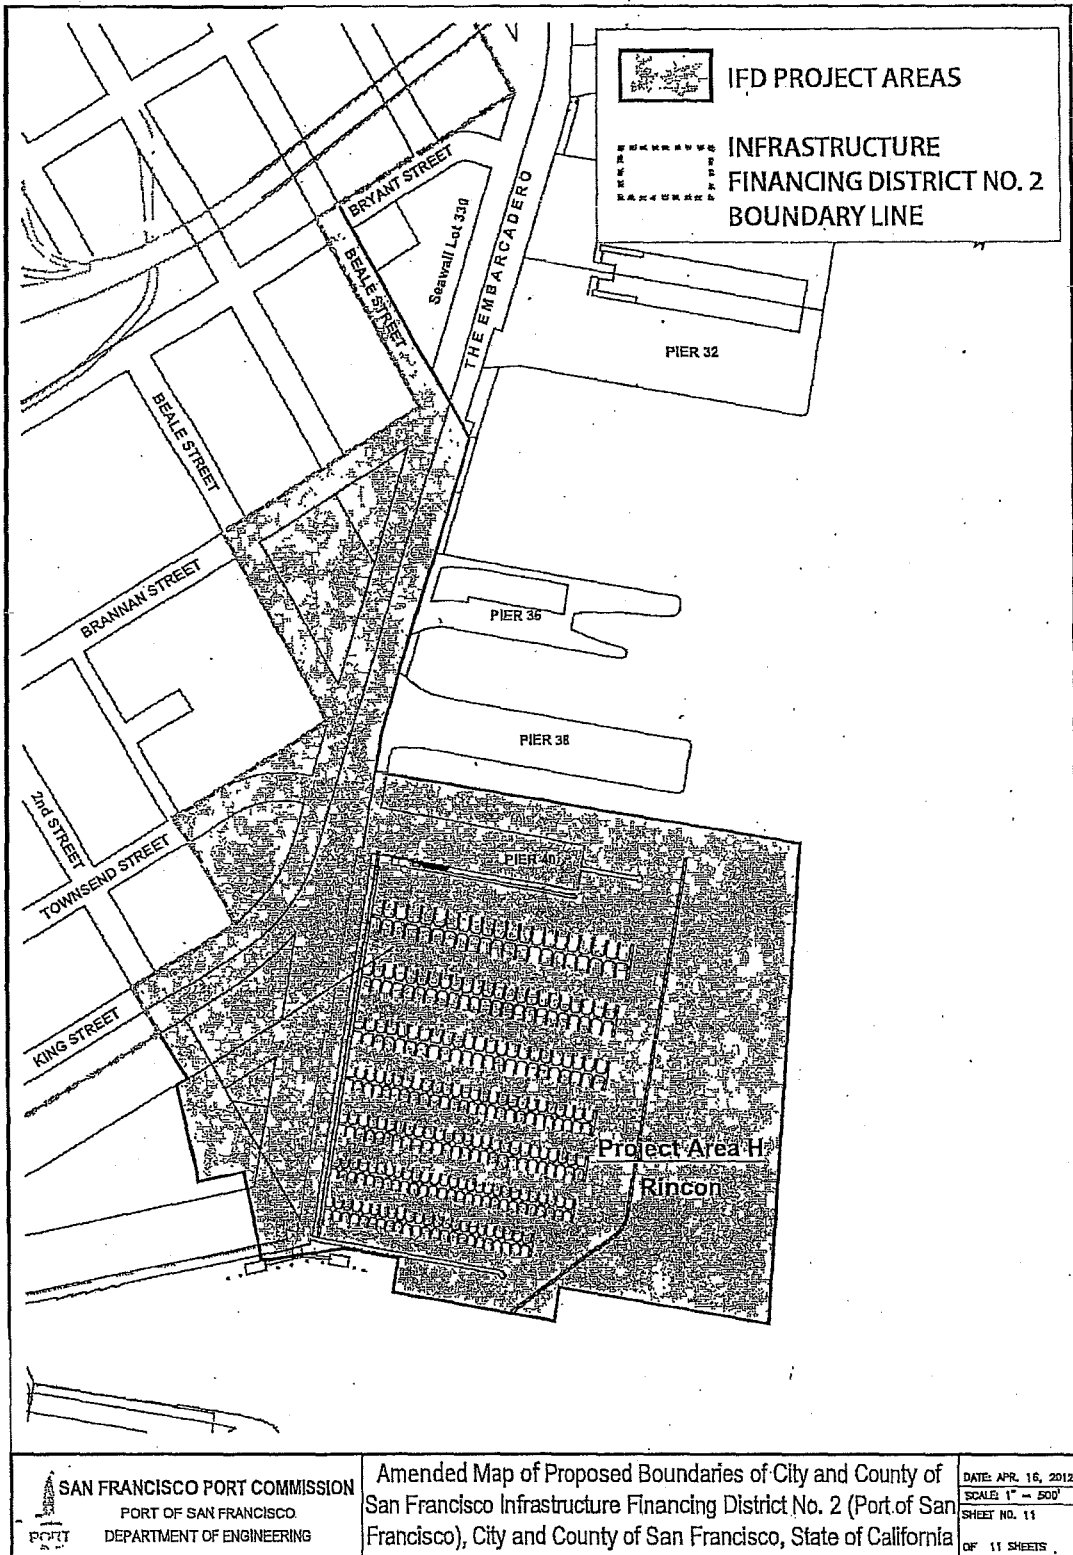 IFD PROJECT AREAS
INFRASTRUCTURE
FINANCING DISTRICT NO. 2
BOUNDARY LINE
BRYANT STREET
BEALE STREET
Seawall Lot 330
THE EMBARCADERO
PIER 32
BEALE STREET
BRANNAN STREET
PIER 36
PIER 38
2nd STREET
TOWNSEND STREET
PIER 40
KING STREET
Project Area H
Rincon
PORT
SAN FRANCISCO PORT COMMISSION
PORT OF SAN FRANCISCO
DEPARTMENT OF ENGINEERING
Amended Map of Proposed Boundaries of City and County of
San Francisco Infrastructure Financing District No. 2 (Port of San
Francisco), City and County of San Francisco, State of California
DATE: APR. 16, 2012
SCALE: 1" = 500'
SHEET NO. 11
OF 11 SHEETS